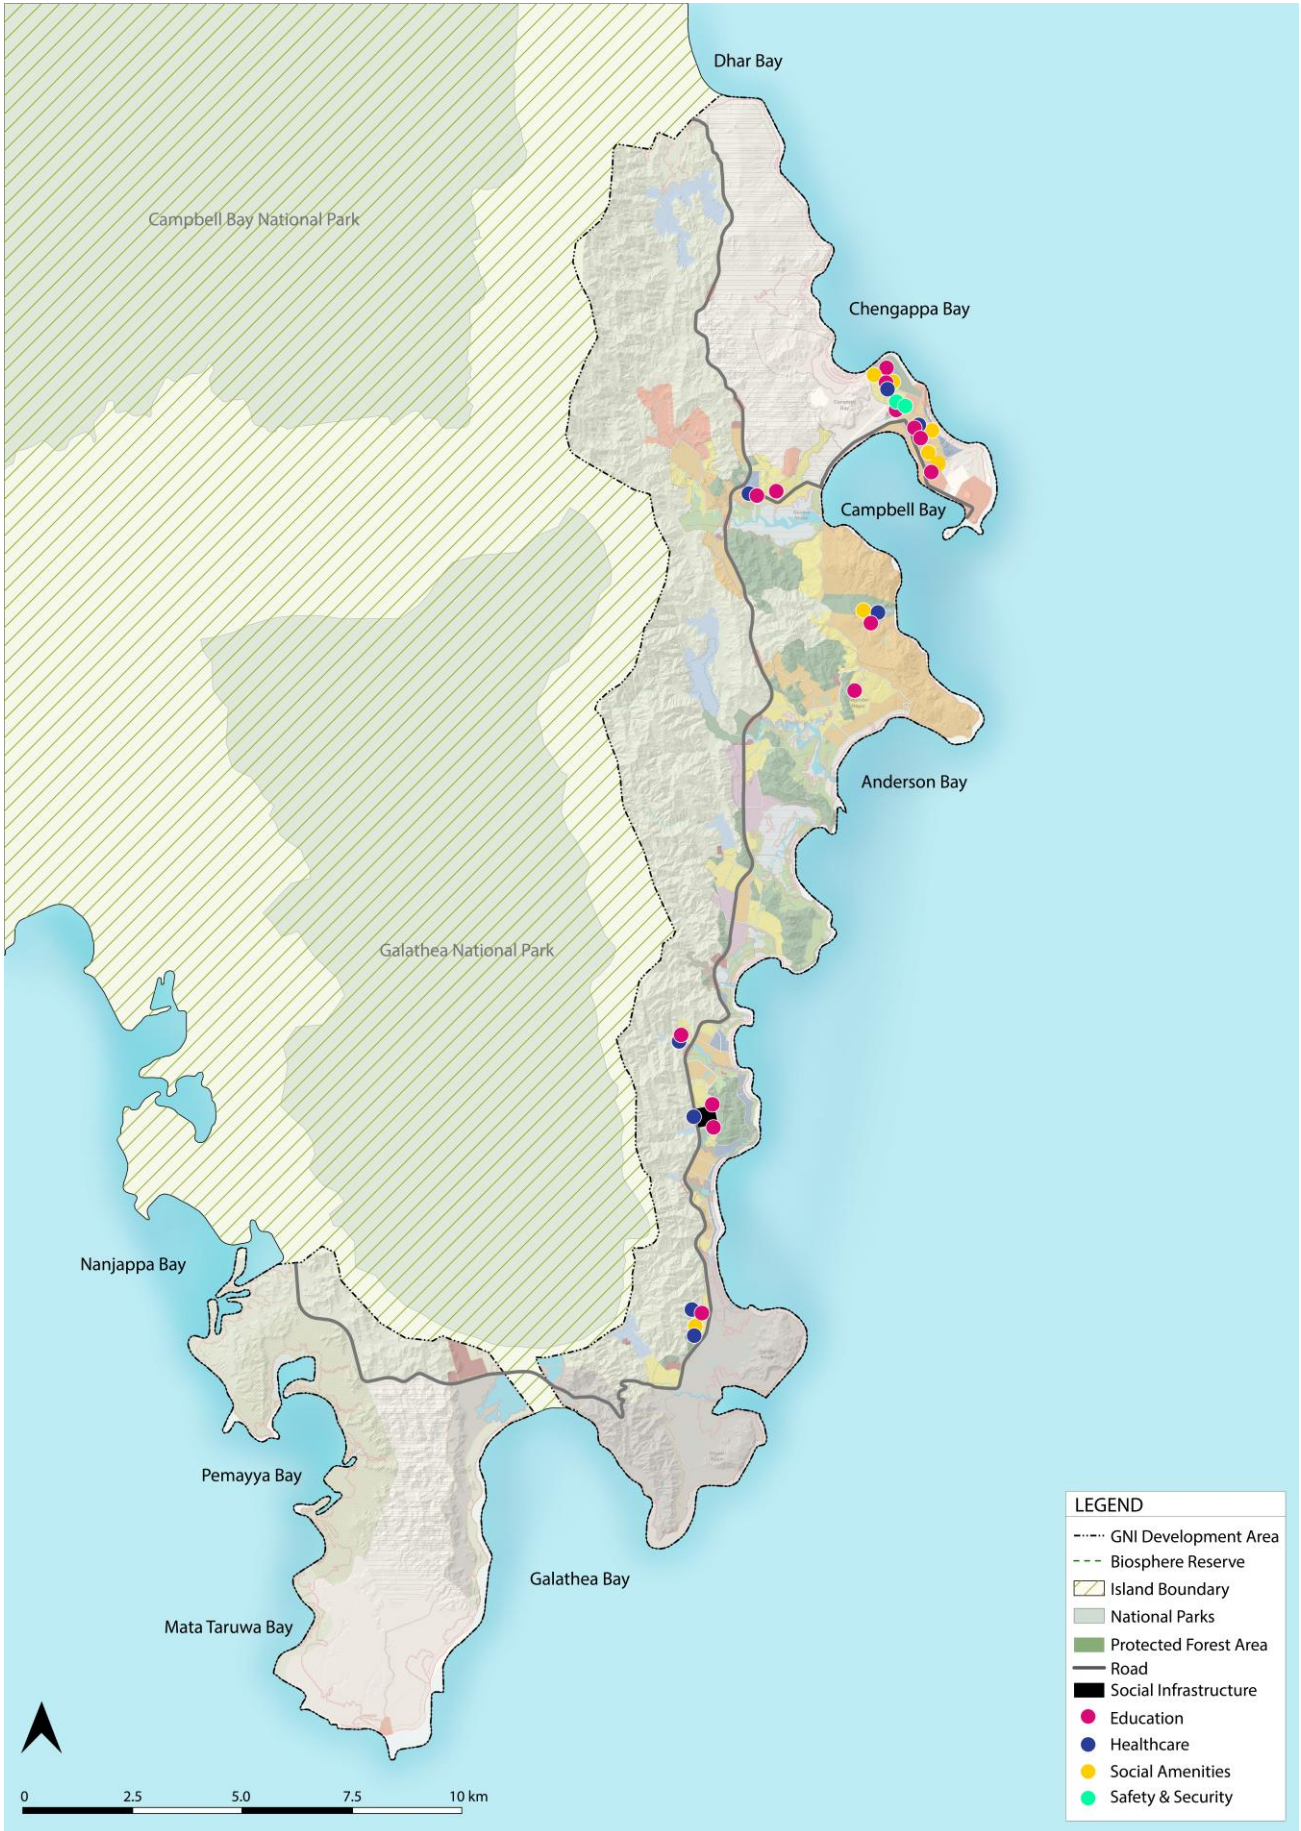 Dhar Bay
Campbell Bay National Park
Chengappa Bay
Campbell Bay
Anderson Bay
Galathea National Park
Nanjappa Bay
Pemayya Bay
Galathea Bay
Mata Taruwa Bay
LEGEND
GNI Development Area
Biosphere Reserve
Island Boundary
National Parks
Protected Forest Area
Road
Social Infrastructure
Education
Healthcare
Social Amenities
Safety & Security
0 2.5 5.0 7.5 10 km